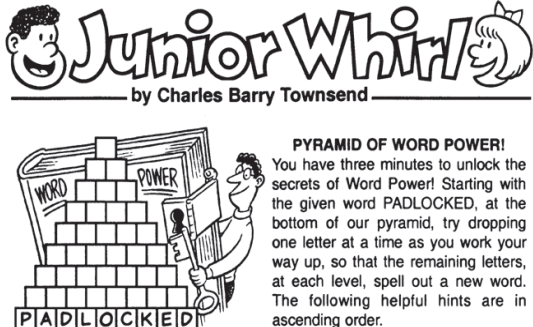 Junior Whirl
by Charles Barry Townsend
WORD
POWER
PADLOCKED
PYRAMID OF WORD POWER!
You have three minutes to unlock the
secrets of Word Power! Starting with
the given word PADLOCKED, at the
bottom of our pyramid, try dropping
one letter at a time as you work your
way up, so that the remaining letters,
at each level, spell out a new word.
The following helpful hints are in
ascending order.